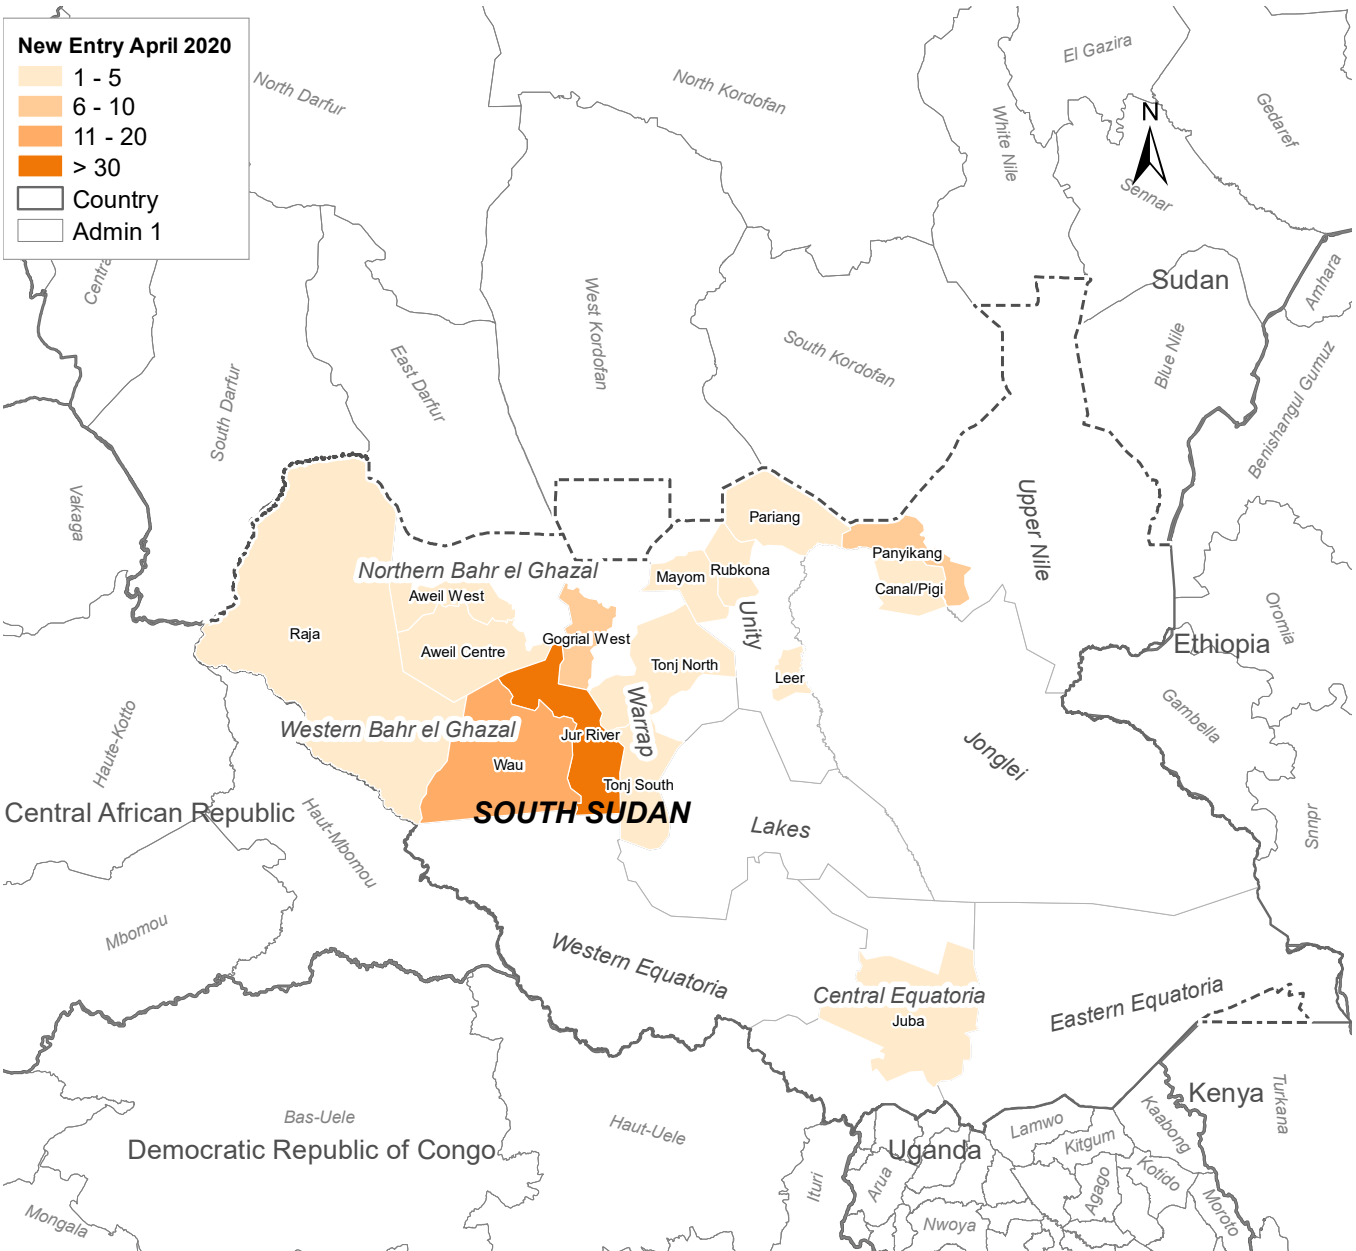 New Entry April 2020
1 - 5
6 - 10
11 - 20
> 30
Country
Admin 1
N
North Darfur
North Kordofan
El Gazira
White Nile
Gedaref
Sennar
Centra
South Darfur
East Darfur
West Kordofan
South Kordofan
Sudan
Blue Nile
Amhara
Benishangul Gumuz
Vakaga
Pariang
Upper Nile
Panyikang
Northern Bahr el Ghazal
Mayom
Rubkona
Canal/Pigi
Aweil West
Raja
Gogrial West
Unity
Oromia
Ethiopia
Aweil Centre
Tonj North
Leer
Warrap
Gambella
Haute-Kotto
Western Bahr el Ghazal
Jur River
Jonglei
Wau
Tonj South
Central African Republic
SOUTH SUDAN
Lakes
Snnpr
Haut-Mbomou
Mbomou
Western Equatoria
Central Equatoria
Eastern Equatoria
Juba
Kenya
Turkana
Bas-Uele
Haut-Uele
Democratic Republic of Congo
Uganda
Lamwo
Kitgum
Kaabong
Kotido
Ituri
Arua
Agago
Moroto
Mongala
Nwoya